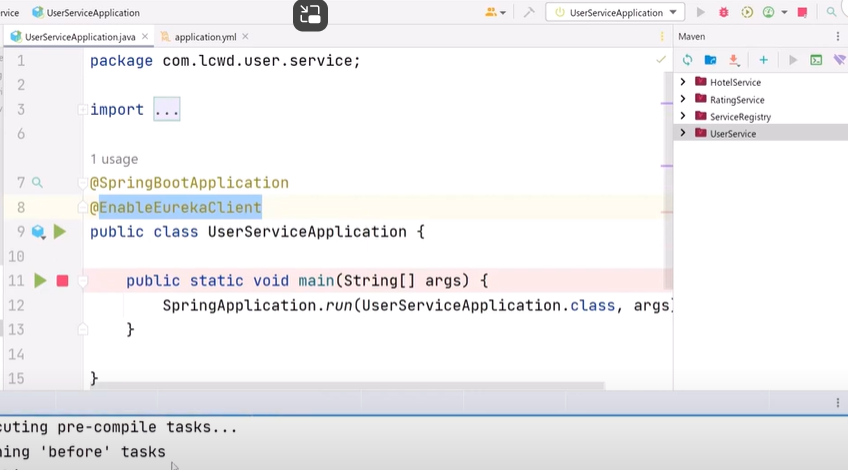 rvice UserServiceApplication UserServiceApplication
UserServiceApplication.java application.yml Maven
1 package com.lcwd.user.service;
2
3 import ...
6
1 usage
7 @SpringBootApplication
8 @EnableEurekaClient
9 public class UserServiceApplication {
10
11 public static void main(String[] args) {
12 SpringApplication.run(UserServiceApplication.class, args)
13 }
14
15 }
HotelService
RatingService
ServiceRegistry
UserService
cuting pre-compile tasks...
ning 'before' tasks